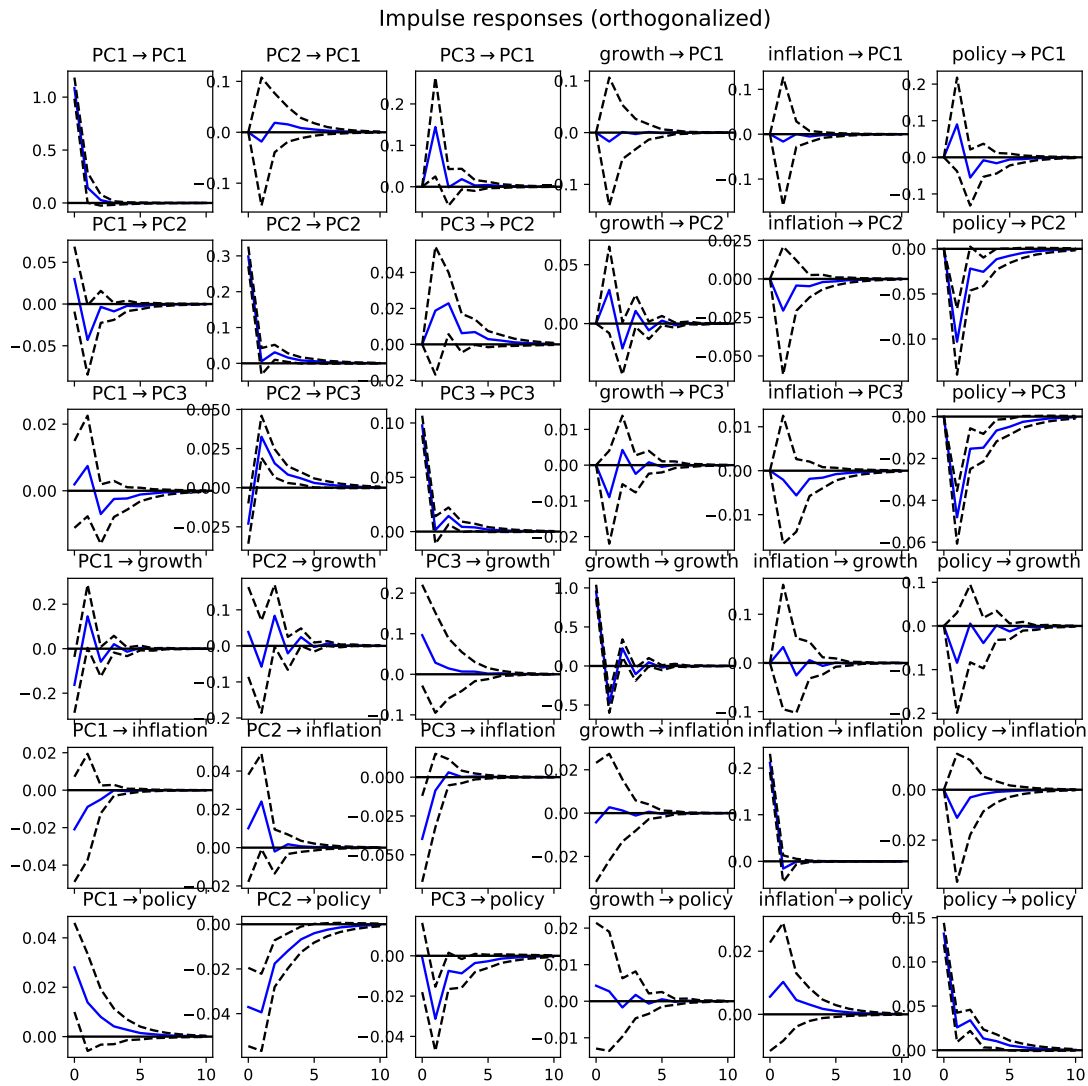 Impulse responses (orthogonalized)
PC1→PC1 PC2→PC1 PC3→PC1 growth→PC1 inflation→PC1 policy→PC1
1.0 0.5 0.0
0.1 0.0 −0.1
0.2 0.1 0.0
0.1 0.0 −0.1
0.1 0.0 −0.1
0.2 0.1 0.0 −0.1
PC1→PC2 PC2→PC2 PC3→PC2 growth→PC2 inflation→PC2 policy→PC2
0.05 0.00 −0.05
0.3 0.2 0.1 0.0
0.04 0.02 0.00 −0.02
0.05 0.00
0.025 0.000 −0.025 −0.050
0.00 −0.05 −0.10
PC1→PC3 PC2→PC3 PC3→PC3 growth→PC3 inflation→PC3 policy→PC3
0.02 0.00
0.050 0.025 0.000 −0.025
0.10 0.05 0.00
0.01 0.00 −0.01 −0.02
0.01 0.00 −0.01
0.00 −0.02 −0.04 −0.06
PC1→growth PC2→growth PC3→growth growth→growth inflation→growth policy→growth
0.2 0.0 −0.2
0.1 0.0 −0.1 −0.2
0.2 0.1 0.0 −0.1
1.0 0.5 0.0 −0.5
0.1 0.0 −0.1
0.1 0.0 −0.1 −0.2
PC1→inflation PC2→inflation PC3→inflation growth→inflation inflation→inflation policy→inflation
0.02 0.00 −0.02 −0.04
0.04 0.02 0.00 −0.02
0.000 −0.025 −0.050
0.02 0.00 −0.02
0.2 0.1 0.0
0.00 −0.02
PC1→policy PC2→policy PC3→policy growth→policy inflation→policy policy→policy
0.04 0.02 0.00
0.00 −0.02 −0.04
0.00 −0.02 −0.04
0.02 0.01 0.00 −0.01
0.02 0.00
0.15 0.10 0.05 0.00
0 5 10 0 5 10 0 5 10 0 5 10 0 5 10 0 5 10